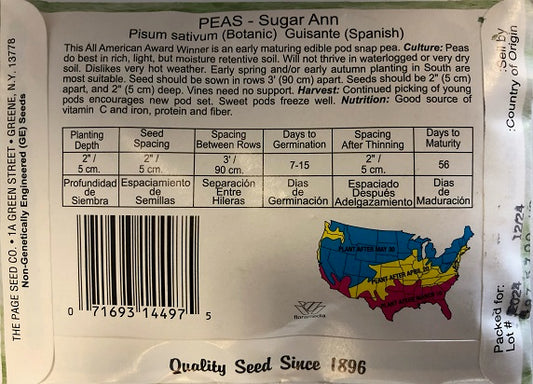 PEAS - Sugar Ann
Pisum sativum (Botanic) Guisante (Spanish)
This All American Award Winner is an early maturing edible pod snap pea. Culture: Peas
do best in rich, light, but moisture retentive soil. Will not thrive in waterlogged or very dry
soil. Dislikes very hot weather. Early spring and/or early autumn planting in South are
most suitable. Seed should be sown in rows 3' (90 cm) apart. Seeds should be 2" (5 cm)
apart, and 2" (5 cm) deep. Vines need no support. Harvest: Continued picking of young
pods encourages new pod set. Sweet pods freeze well. Nutrition: Good source of
vitamin C and iron, protein and fiber.
Planting Depth Seed Spacing Spacing Between Rows Days to Germination Spacing After Thinning Days to Maturity
2" / 5 cm. 2" / 5 cm. 3' / 90 cm. 7-15 2" / 5 cm. 56
Profundidad de Siembra Espaciamiento de Semillas Separación Entre Hileras Dias de Germinación Espaciado Después Adelgazamiento Dias de Maduración
PLANT AFTER MAY 20
PLANT AFTER APRIL 20
PLANT AFTER MARCH
0 71693 14497 5
Quality Seed Since 1896
THE PAGE SEED CO. • 1A GREEN STREET • GREENE, N.Y. 13778
Non-Genetically Engineered (GE) Seeds
Sell By
:Country of Origin
Packed for: 2024 12/24
Lot #